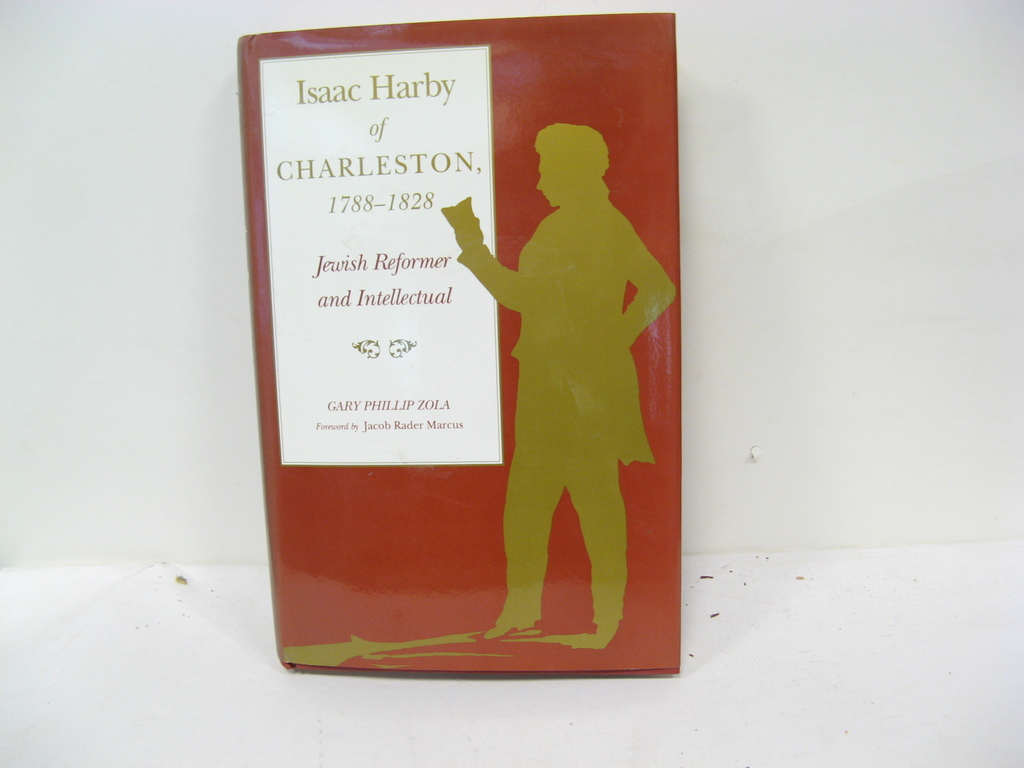 Isaac Harby
of
CHARLESTON,
1788–1828
Jewish Reformer
and Intellectual
GARY PHILLIP ZOLA
Foreword by Jacob Rader Marcus